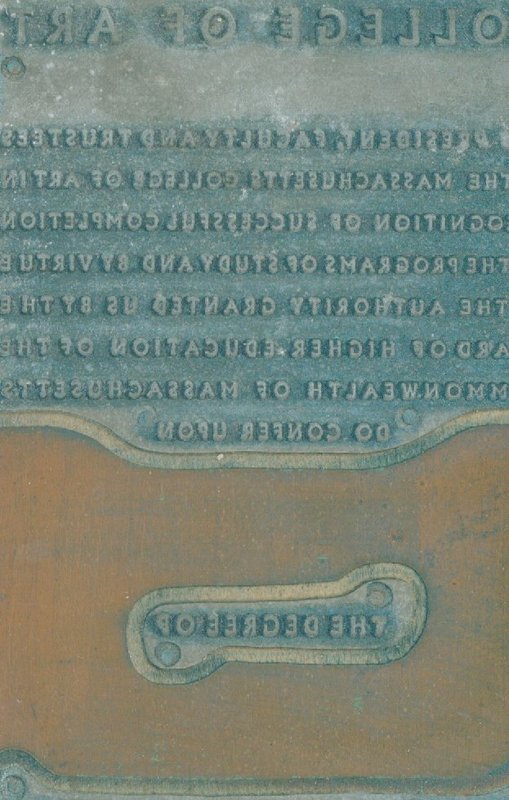 OLLEGE OF ART
PRESIDENT, FACULTY AND TRUSTEES
THE MASSACHUSETTS COLLEGE OF ART IN
COGNITION OF SUCCESSFUL COMPLETION
THE PROGRAMS OF STUDY AND BY VIRTUE
THE AUTHORITY GRANTED US BY THE
ARD OF HIGHER EDUCATION OF THE
MMONWEALTH OF MASSACHUSETTS
DO CONFER UPON
THE DEGREE OF